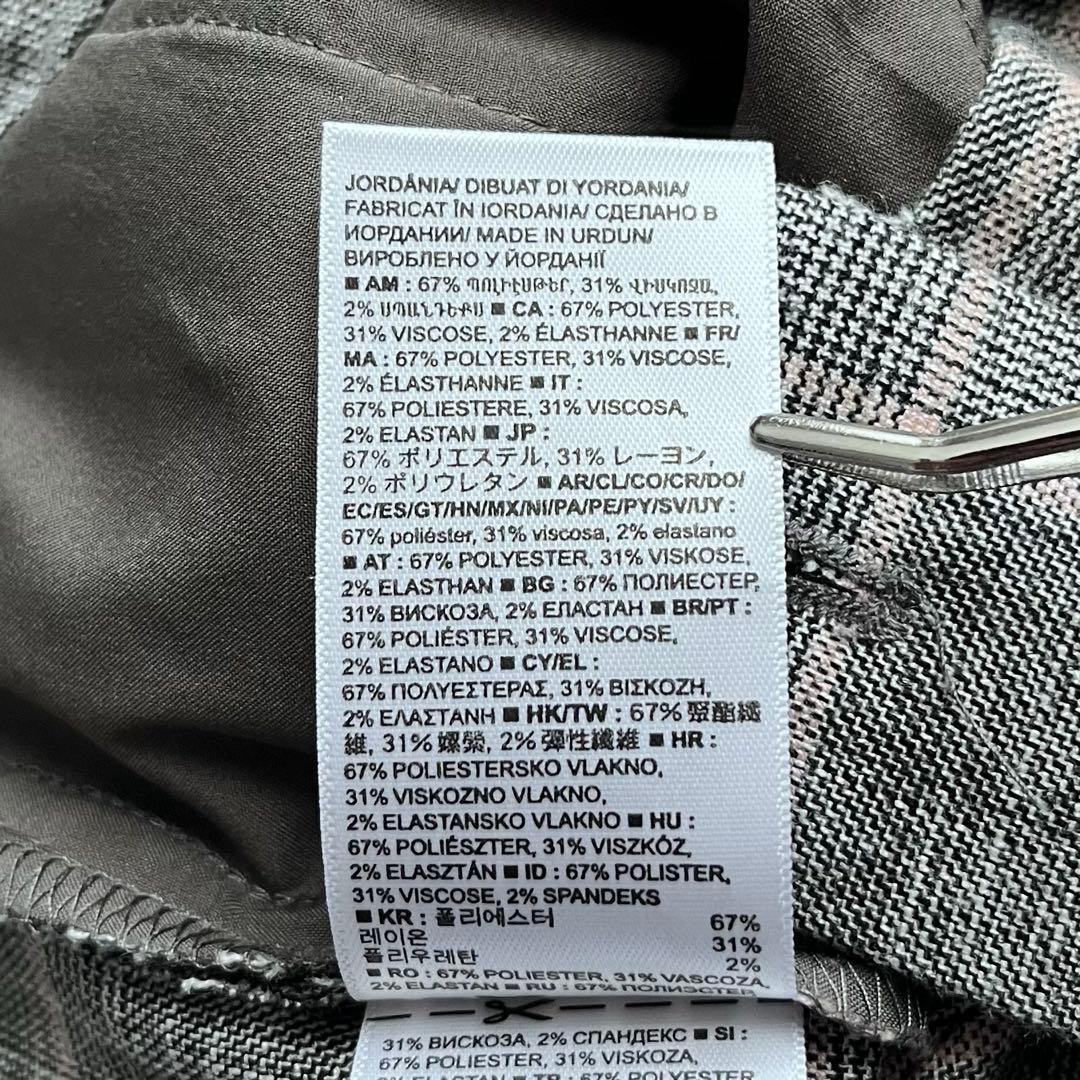 JORDÂNIA/ DIBUAT DI YORDANIA/
FABRICAT ÎN IORDANIA/ СДЕЛАНО В
ИОРДАНИИ/ MADE IN URDUN/
ВИРОБЛЕНО У ЙОРДАНІЇ
■ AM : 67% ՊՈԼԻԷՍԹԵՐ, 31% ՎԻՍԿՈԶԱ,
2% ՍՊԱՆԴԵՔՍ ■ CA : 67% POLYESTER,
31% VISCOSE, 2% ÉLASTHANNE ■ FR/
MA : 67% POLYESTER, 31% VISCOSE,
2% ÉLASTHANNE ■ IT :
67% POLIESTERE, 31% VISCOSA,
2% ELASTAN ■ JP :
67% ポリエステル, 31% レーヨン,
2% ポリウレタン ■ AR/CL/CO/CR/DO/
EC/ES/GT/HN/MX/NI/PA/PE/PY/SV/UY :
67% poliéster, 31% viscosa, 2% elastano
■ AT : 67% POLYESTER, 31% VISKOSE,
2% ELASTHAN ■ BG : 67% ПОЛИЕСТЕР,
31% ВИСКОЗА, 2% ЕЛАСТАН ■ BR/PT :
67% POLIÉSTER, 31% VISCOSE,
2% ELASTANO ■ CY/EL :
67% ΠΟΛΥΕΣΤΕΡΑΣ, 31% ΒΙΣΚΟΖΗ,
2% ΕΛΑΣΤΑΝΗ ■ HK/TW : 67% 聚酯纖
維, 31% 嫘縈, 2% 彈性纖維 ■ HR :
67% POLIESTERSKO VLAKNO,
31% VISKOZNO VLAKNO,
2% ELASTANSKO VLAKNO ■ HU :
67% POLIÉSZTER, 31% VISZKÓZ,
2% ELASZTÁN ■ ID : 67% POLISTER,
31% VISCOSE, 2% SPANDEKS
■ KR : 폴리에스터 67%
레이온 31%
폴리우레탄 2%
■ RO : 67% POLIESTER, 31% VASCOZA,
2% ELASTAN ■ RU : 67% ПОЛИЭСТЕР
31% ВИСКОЗА, 2% СПАНДЕКС ■ SI :
67% POLYESTER, 31% VISKOZA,
■ TR : 67% POLYESTER